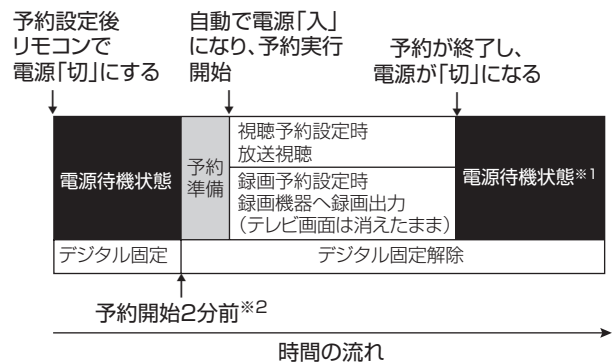 予約設定後
リモコンで
電源「切」にする
自動で電源「入」
になり、予約実行
開始
予約が終了し、
電源が「切」になる
電源待機状態
予約
準備
視聴予約設定時
放送視聴
録画予約設定時
録画機器へ録画出力
(テレビ画面は消えたまま)
電源待機状態※1
デジタル固定
デジタル固定解除
予約開始2分前※2
時間の流れ